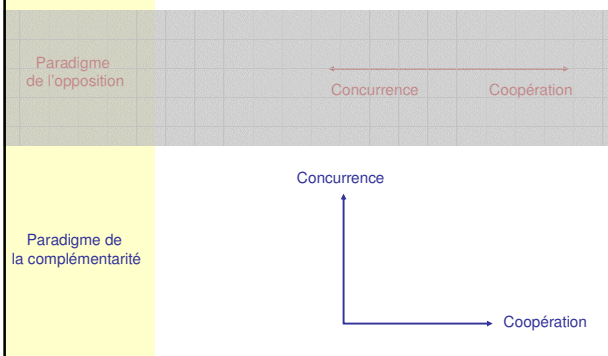 Paradigme
de l'opposition
Concurrence
Coopération
Concurrence
Paradigme de
la complémentarité
Coopération